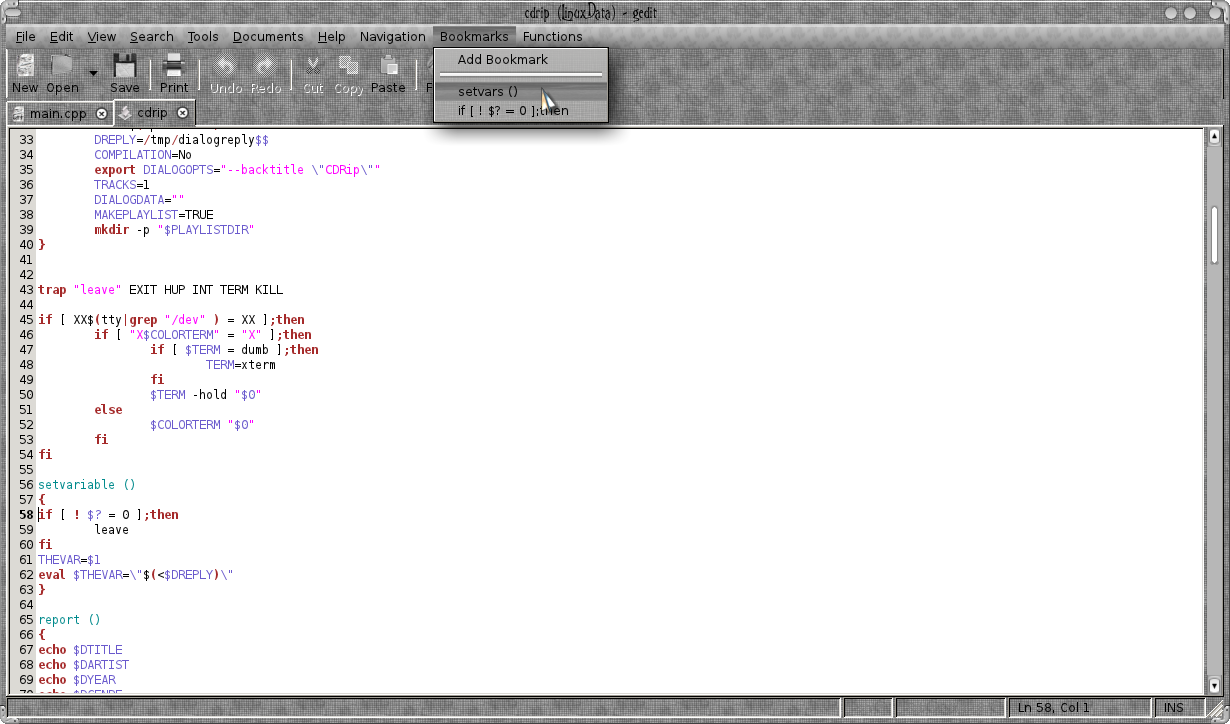 cdrip (LinuxData) - gedit
File Edit View Search Tools Documents Help Navigation Bookmarks Functions
New Open Save Print Undo Redo Cut Copy Paste F
Add Bookmark
setvars ()
if [ ! $? = 0 ];then
main.cpp cdrip
33 DREPLY=/tmp/dialogreply$$
34 COMPILATION=No
35 export DIALOGOPTS="--backtitle \"CDRip\""
36 TRACKS=1
37 DIALOGDATA=""
38 MAKEPLAYLIST=TRUE
39 mkdir -p "$PLAYLISTDIR"
40 }
41
42
43 trap "leave" EXIT HUP INT TERM KILL
44
45 if [ XX$(tty|grep "/dev" ) = XX ];then
46 if [ "X$COLORTERM" = "X" ];then
47 if [ $TERM = dumb ];then
48 TERM=xterm
49 fi
50 $TERM -hold "$0"
51 else
52 $COLORTERM "$0"
53 fi
54 fi
55
56 setvariable ()
57 {
58 if [ ! $? = 0 ];then
59 leave
60 fi
61 THEVAR=$1
62 eval $THEVAR=\"$(<$DREPLY)\"
63 }
64
65 report ()
66 {
67 echo $DTITLE
68 echo $DARTIST
69 echo $DYEAR
70 echo $DGENRE
Ln 58, Col 1 INS